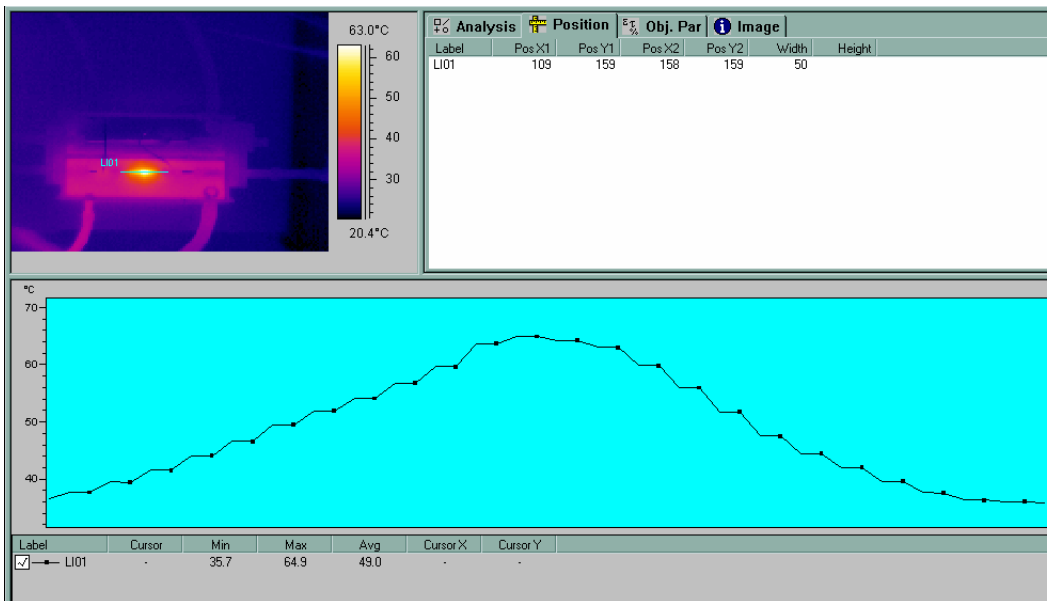 63.0°C
60
50
40
30
20.4°C
LI01
Analysis Position Obj. Par Image
Label Pos X1 Pos Y1 Pos X2 Pos Y2 Width Height
LI01 109 159 158 159 50
°C
70
60
50
40
Label Cursor Min Max Avg Cursor X Cursor Y
LI01 - 35.7 64.9 49.0 - -